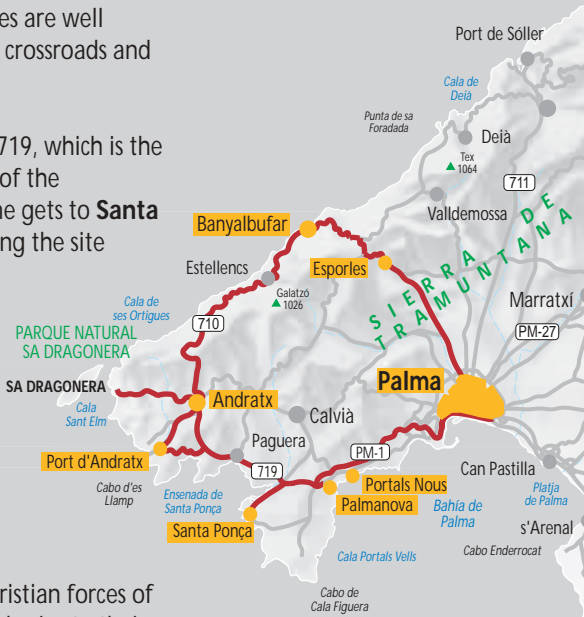 es are well
crossroads and
719, which is the
of the
ne gets to Santa
ng the site
ristian forces of
Port de Sóller
Cala de
Deià
Punta de sa
Foradada
Deià
Tex
1064
711
Valldemossa
Banyalbufar
Esporles
SIERRA DE
TRAMUNTANA
Estellencs
Galatzó
1026
Marratxí
Cala de
ses Ortigues
710
PM-27
PARQUE NATURAL
SA DRAGONERA
SA DRAGONERA
Palma
Andratx
Cala
Sant Elm
Calvià
Paguera
PM-1
Port d'Andratx
719
Can Pastilla
Portals Nous
Cabo d'es
Llamp
Ensenada de
Santa Ponça
Palmanova
Platja
de Palma
Bahía de
Palma
Santa Ponça
s'Arenal
Cala Portals Vells
Cabo Enderrocat
Cabo de
Cala Figuera